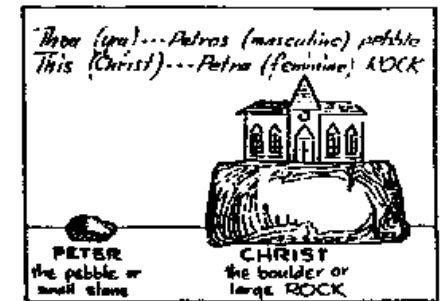 Thou (you)---Petros (masculine) pebble
This (Christ)---Petra (feminine) ROCK
PETER
the pebble or
small stone
CHRIST
the boulder or
large ROCK